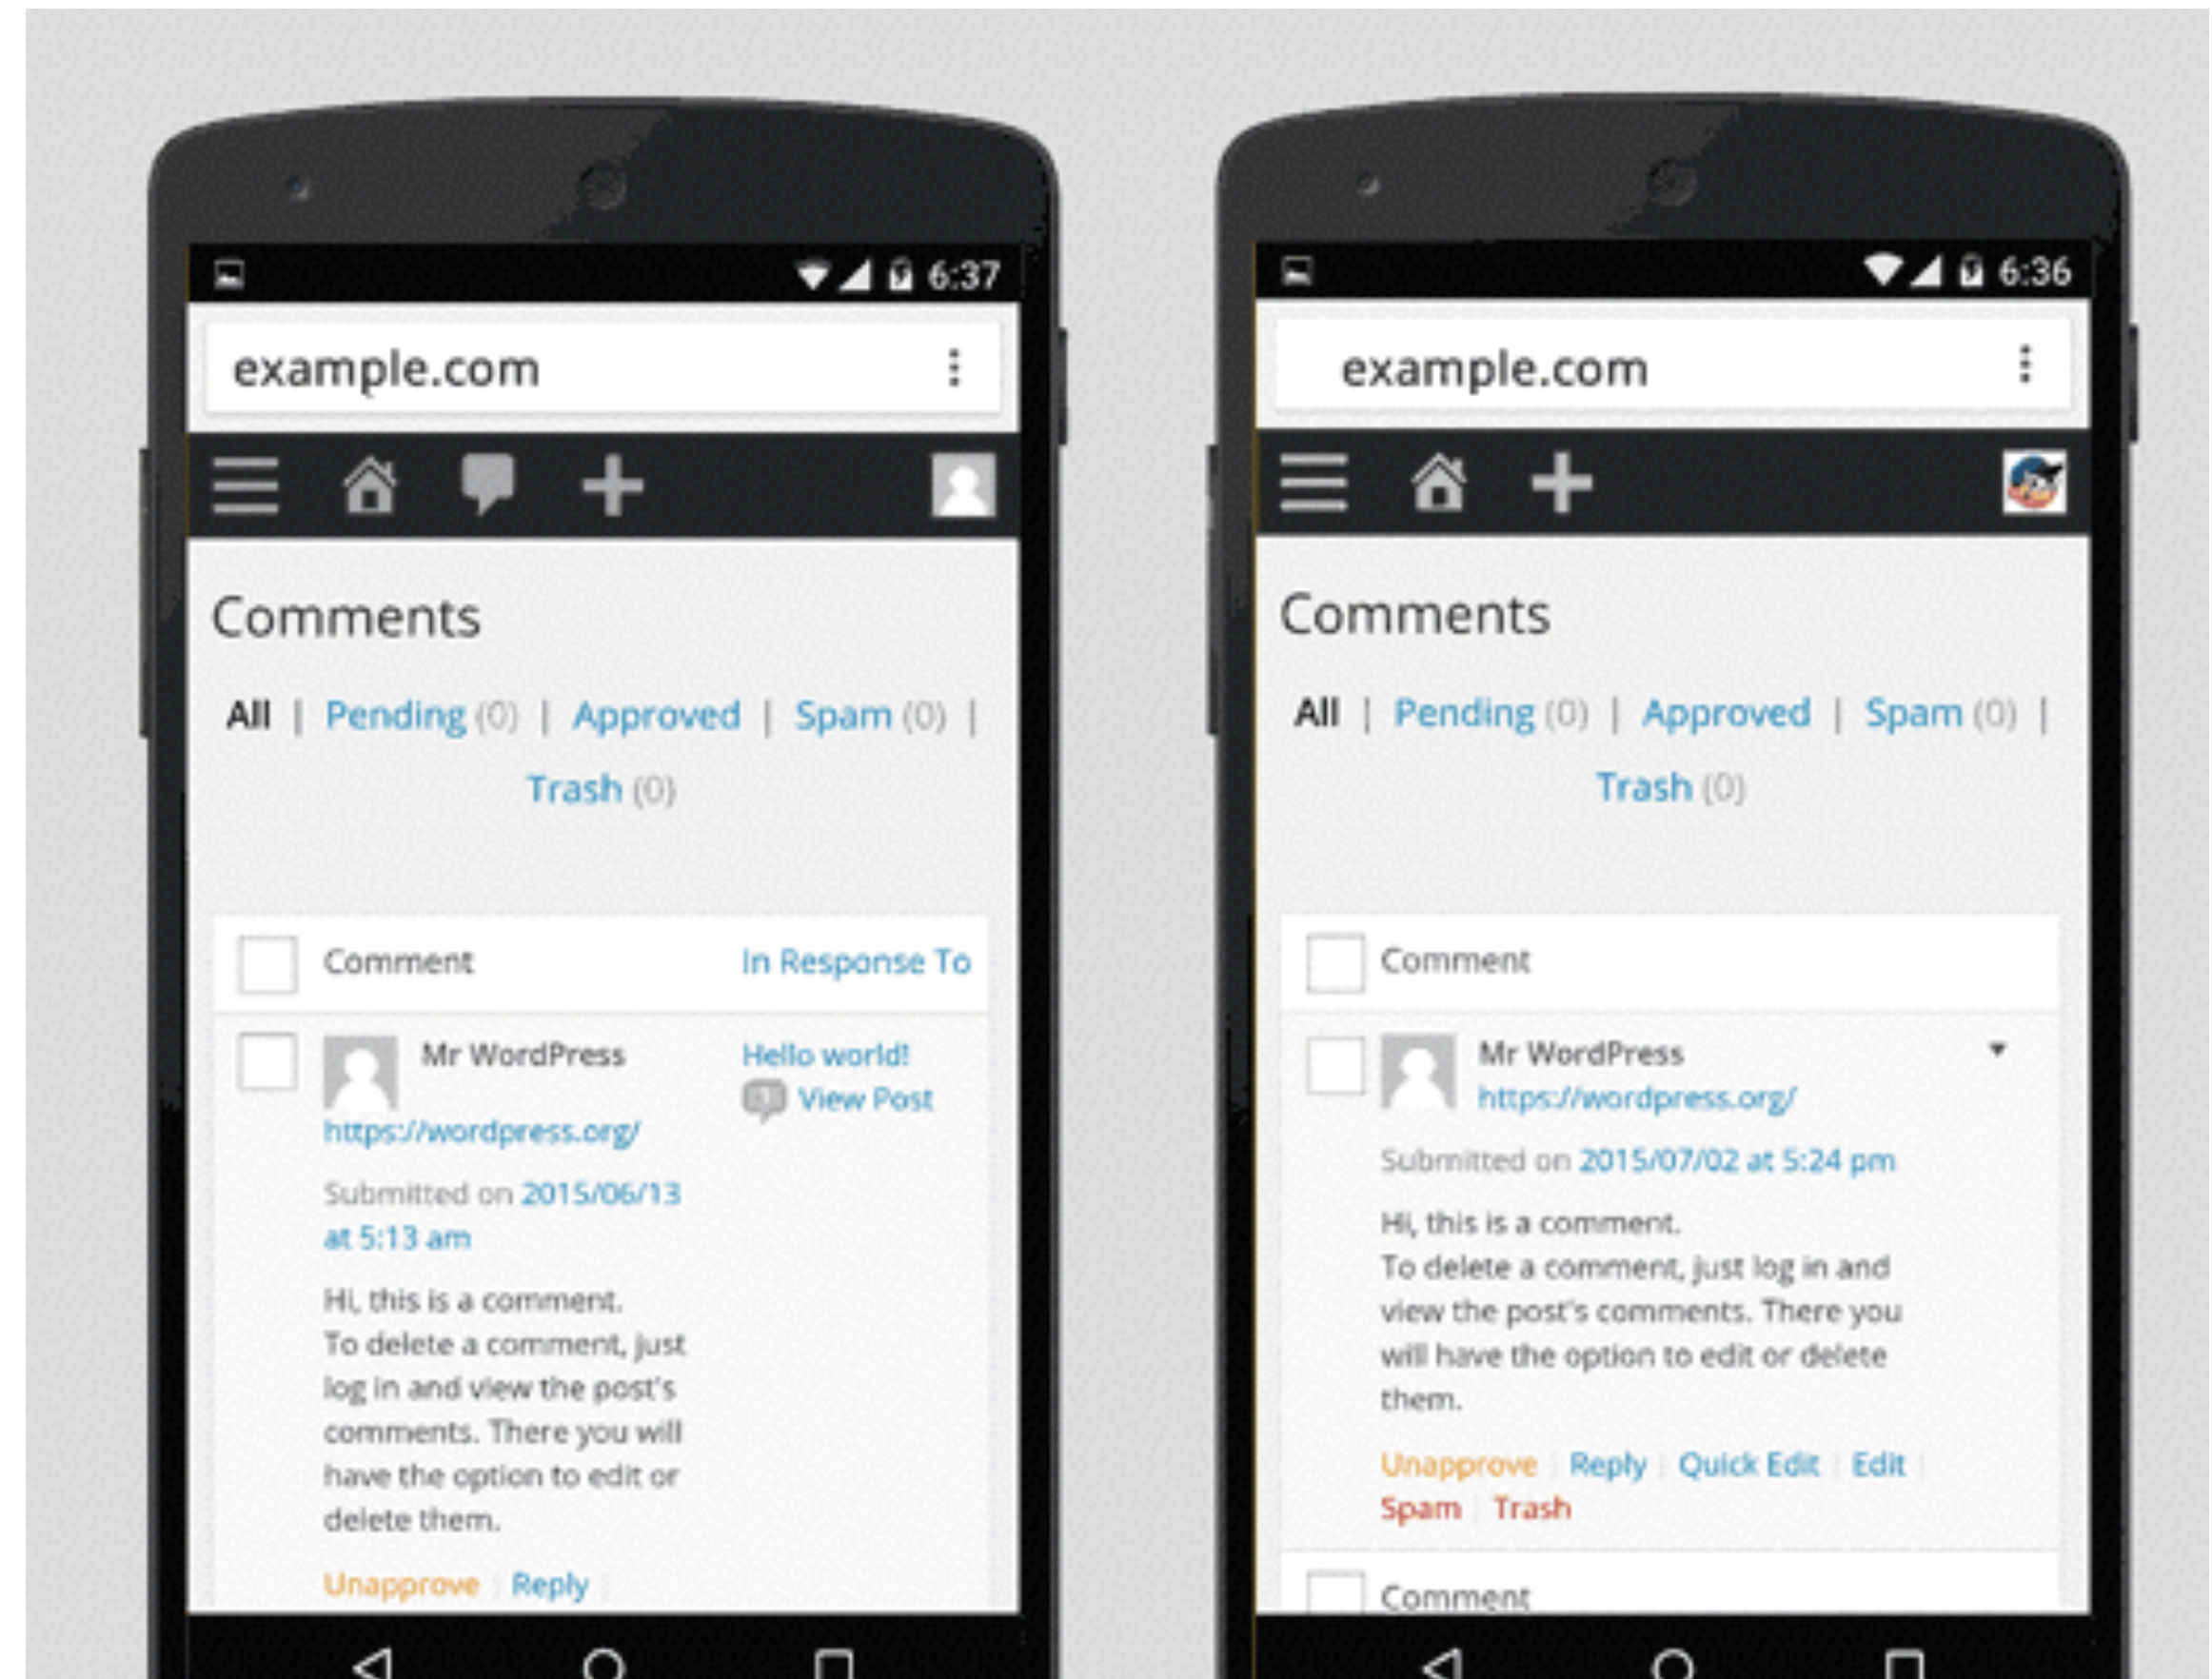 6:37
example.com
Comments
All | Pending (0) | Approved | Spam (0) |
Trash (0)
Comment In Response To
Mr WordPress Hello world!
View Post
https://wordpress.org/
Submitted on 2015/06/13
at 5:13 am
Hi, this is a comment.
To delete a comment, just
log in and view the post's
comments. There you will
have the option to edit or
delete them.
Unapprove | Reply |
6:36
example.com
Comments
All | Pending (0) | Approved | Spam (0) |
Trash (0)
Comment
Mr WordPress
https://wordpress.org/
Submitted on 2015/07/02 at 5:24 pm
Hi, this is a comment.
To delete a comment, just log in and
view the post's comments. There you
will have the option to edit or delete
them.
Unapprove | Reply | Quick Edit | Edit |
Spam | Trash
Comment